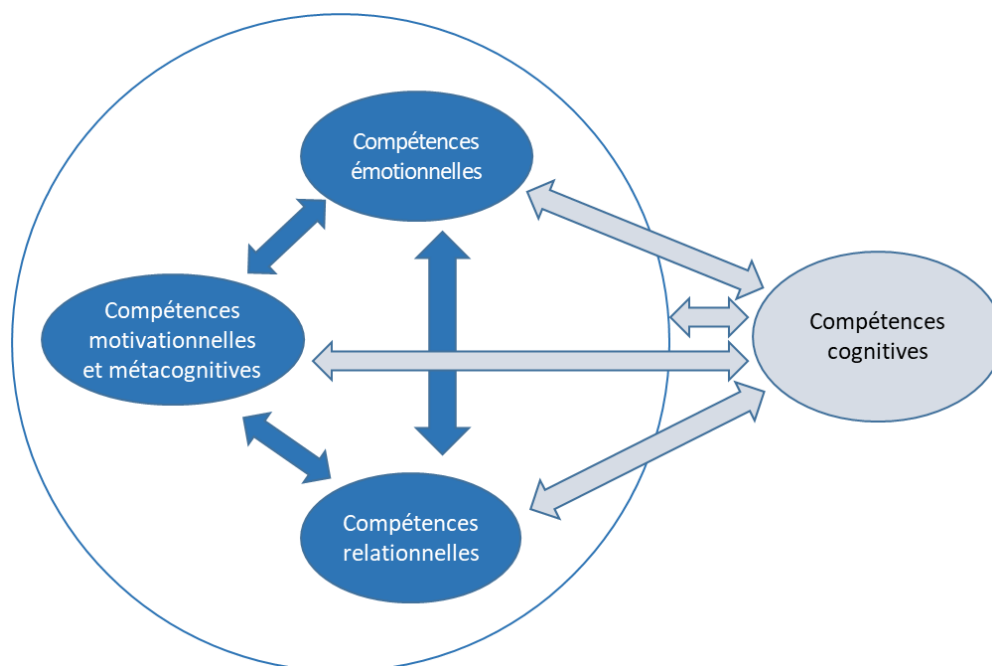 Compétences
émotionnelles
Compétences
motivationnelles
et métacognitives
Compétences
cognitives
Compétences
relationnelles